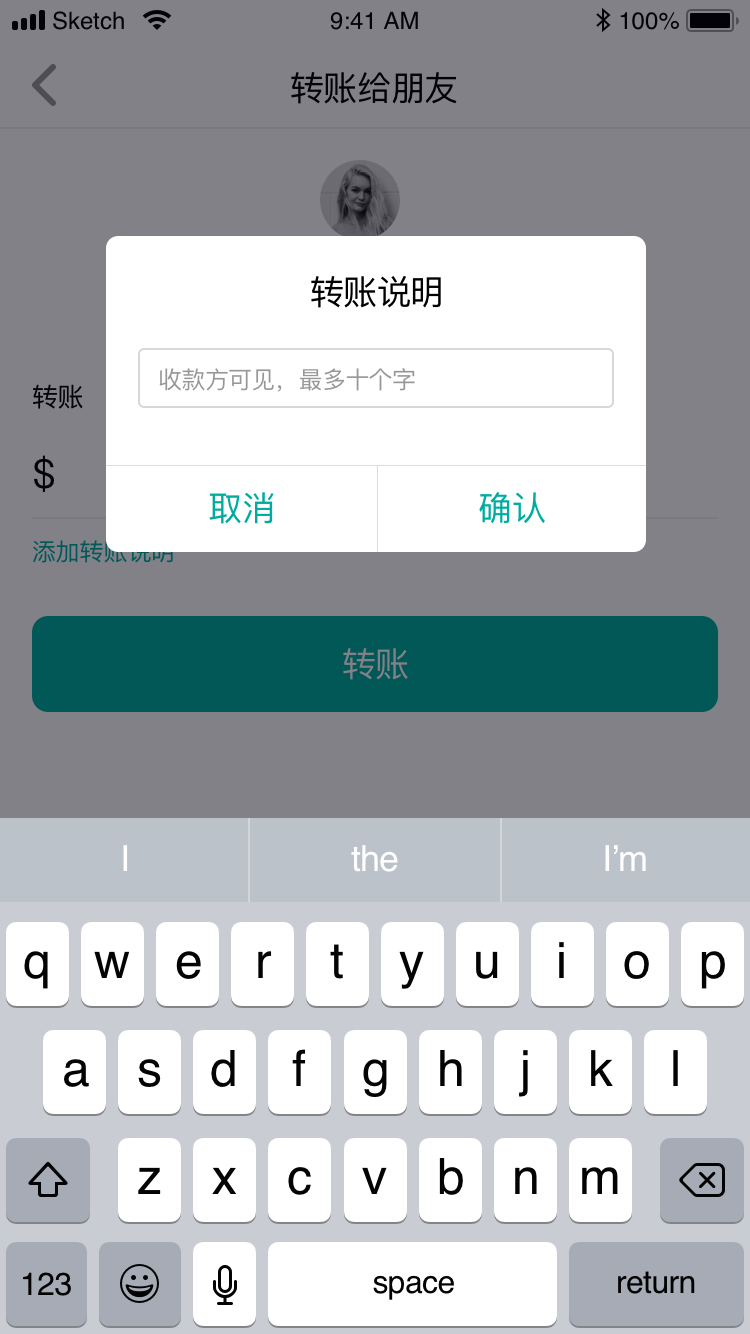 Sketch 9:41 AM 100%
转账给朋友
转账说明
收款方可见，最多十个字
转账
$
取消 确认
添加转账说明
转账
I the I’m
q w e r t y u i o p
a s d f g h j k l
z x c v b n m
123 space return